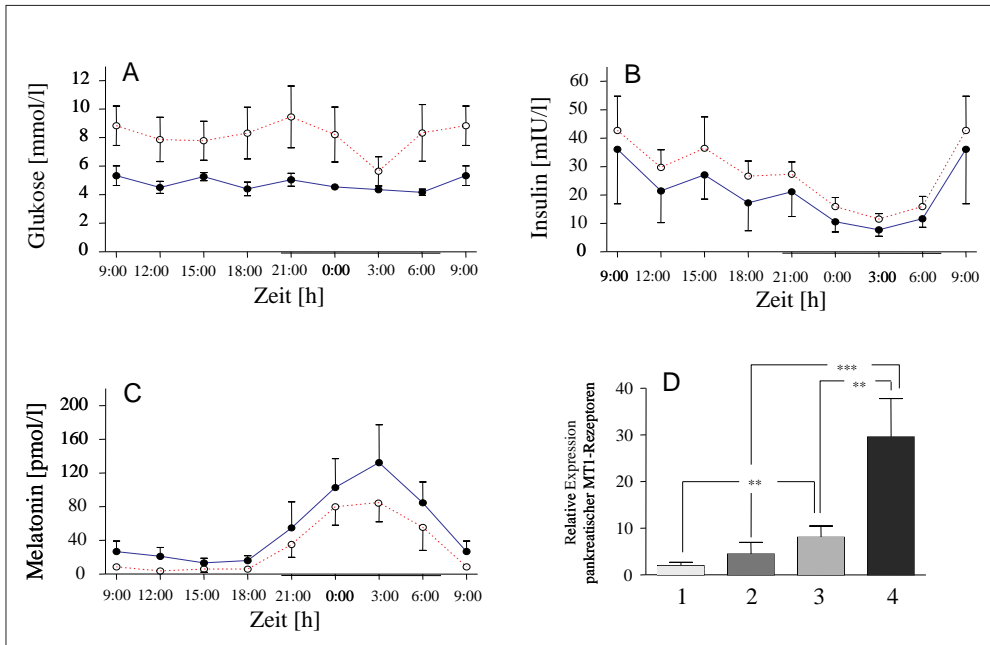 A
Glukose [mmol/l]
12
10
8
6
4
2
0
9:00 12:00 15:00 18:00 21:00 0:00 3:00 6:00 9:00
Zeit [h]
B
Insulin [mIU/l]
60
50
40
30
20
10
0
9:00 12:00 15:00 18:00 21:00 0:00 3:00 6:00 9:00
Zeit [h]
C
Melatonin [pmol/l]
200
160
120
80
40
0
9:00 12:00 15:00 18:00 21:00 0:00 3:00 6:00 9:00
Zeit [h]
D
Relative Expression
pankreatischer MT1-Rezeptoren
40
30
20
10
0
***
**
**
1 2 3 4